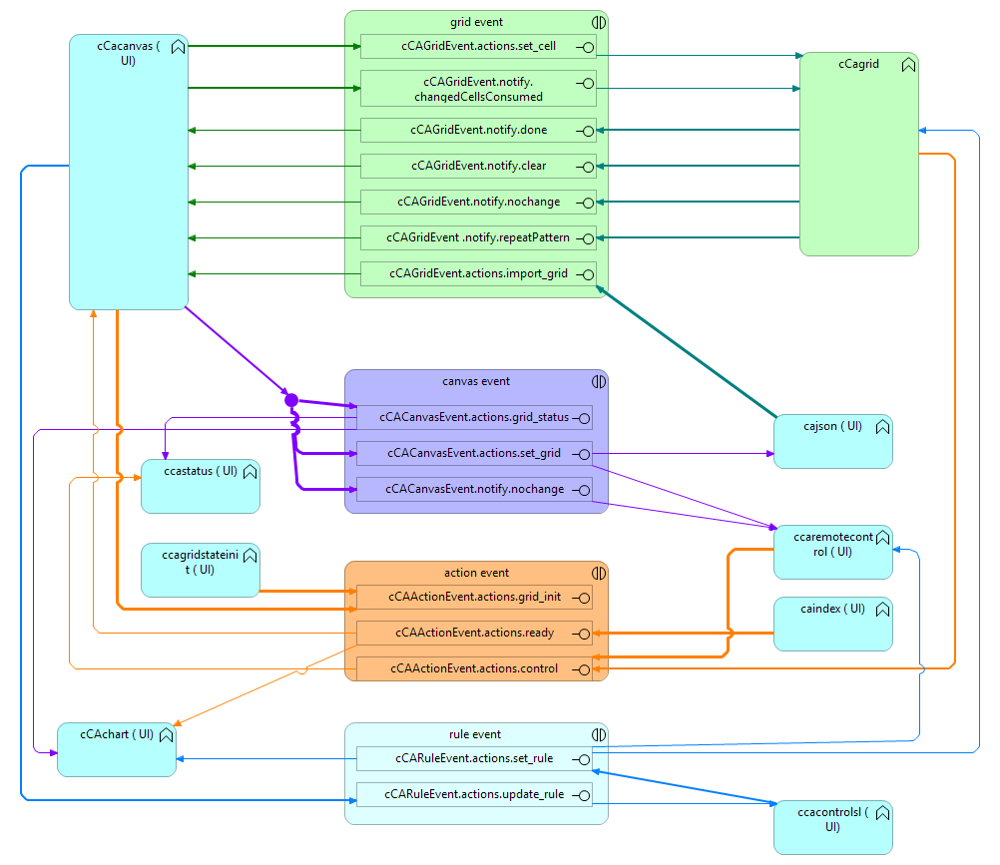 grid event
cCacanvas (
UI)
cCAGridEvent.actions.set_cell
cCagrid
cCAGridEvent.notify.
changedCellsConsumed
cCAGridEvent.notify.done
cCAGridEvent.notify.clear
cCAGridEvent.notify.nochange
cCAGridEvent .notify.repeatPattern
cCAGridEvent.actions.import_grid
canvas event
cCACanvasEvent.actions.grid_status
cajson ( UI)
cCACanvasEvent.actions.set_grid
ccastatus ( UI)
cCACanvasEvent.notify.nochange
ccaremotecont
rol ( UI)
ccagridstateini
t ( UI)
action event
cCAActionEvent.actions.grid_init
caindex ( UI)
cCAActionEvent.actions.ready
cCAActionEvent.actions.control
cCAchart ( UI)
rule event
cCARuleEvent.actions.set_rule
cCARuleEvent.actions.update_rule
ccacontrolsl (
UI)